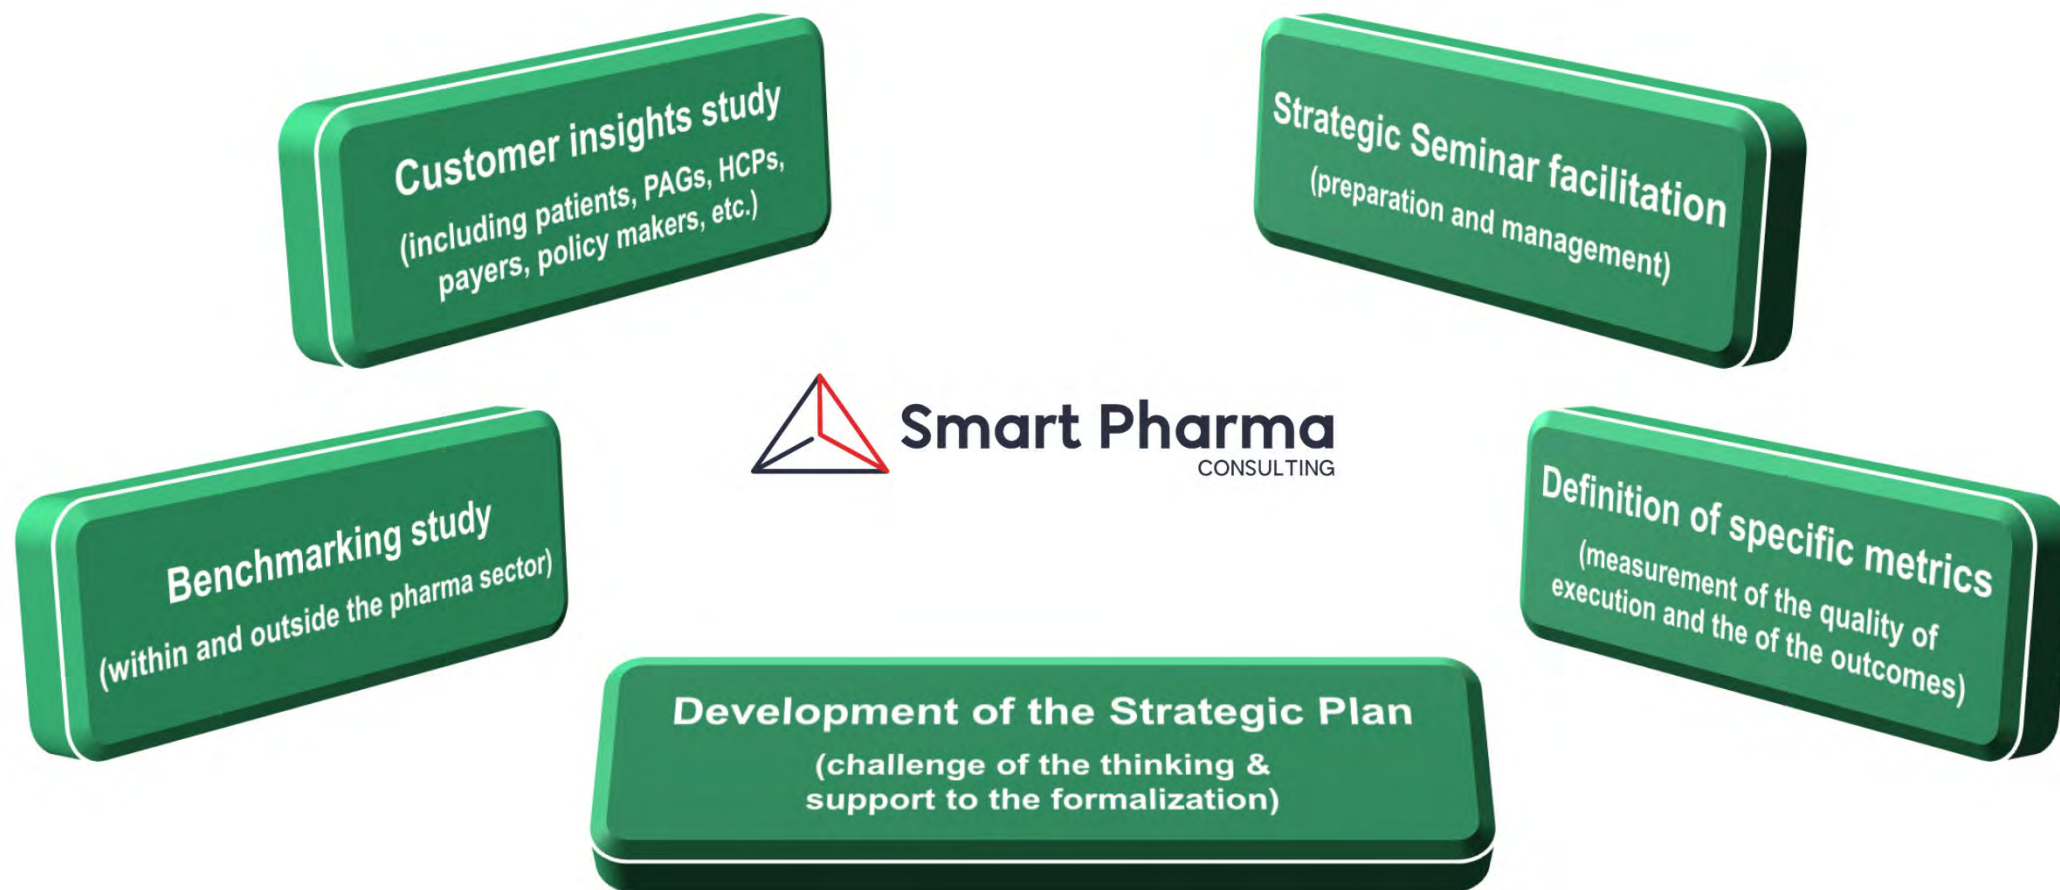 Customer insights study
(including patients, PAGs, HCPs,
payers, policy makers, etc.)
Strategic Seminar facilitation
(preparation and management)
Smart Pharma
CONSULTING
Benchmarking study
(within and outside the pharma sector)
Definition of specific metrics
(measurement of the quality of
execution and the of the outcomes)
Development of the Strategic Plan
(challenge of the thinking &
support to the formalization)